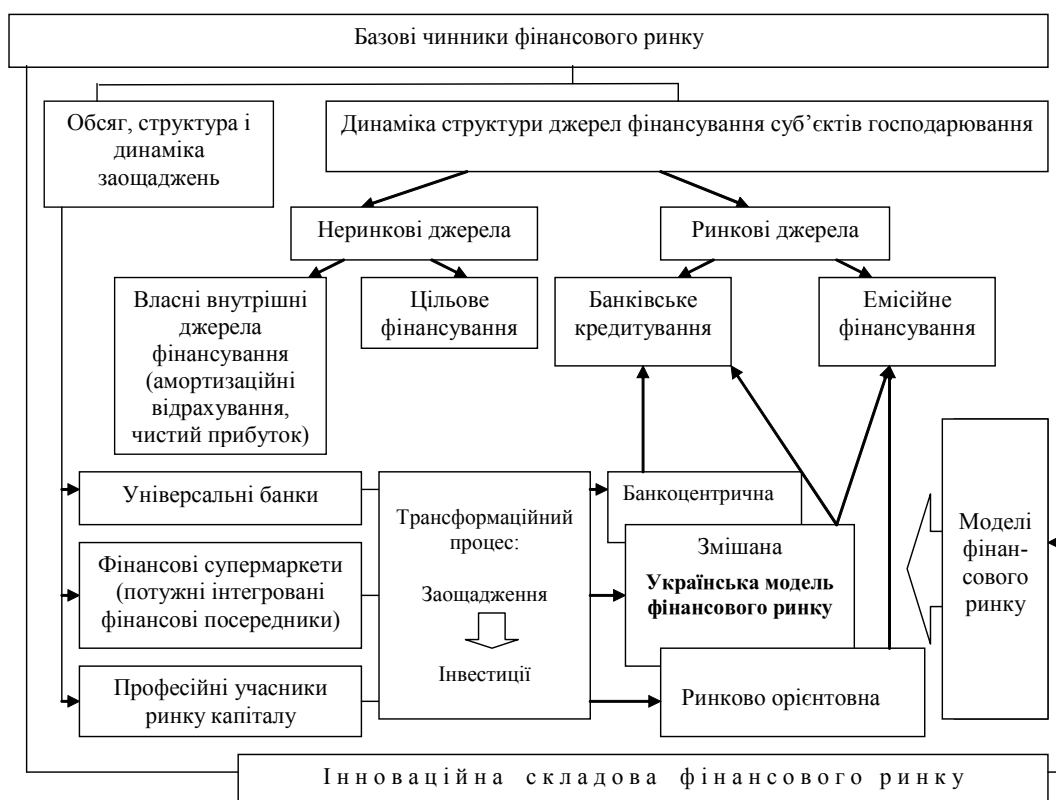 Базові чинники фінансового ринку
Обсяг, структура і
динаміка
заощаджень
Динаміка структури джерел фінансування суб’єктів господарювання
Неринкові джерела
Ринкові джерела
Власні внутрішні
джерела
фінансування
(амортизаційні
відрахування,
чистий прибуток)
Цільове
фінансування
Банківське
кредитування
Емісійне
фінансування
Універсальні банки
Фінансові супермаркети
(потужні інтегровані
фінансові посередники)
Професійні учасники
ринку капіталу
Трансформаційний
процес:
Заощадження
Інвестиції
Банкоцентрична
Змішана
Українська модель
фінансового ринку
Ринково орієнтовна
Моделі
фінан-
сового
ринку
Інноваційна складова фінансового ринку